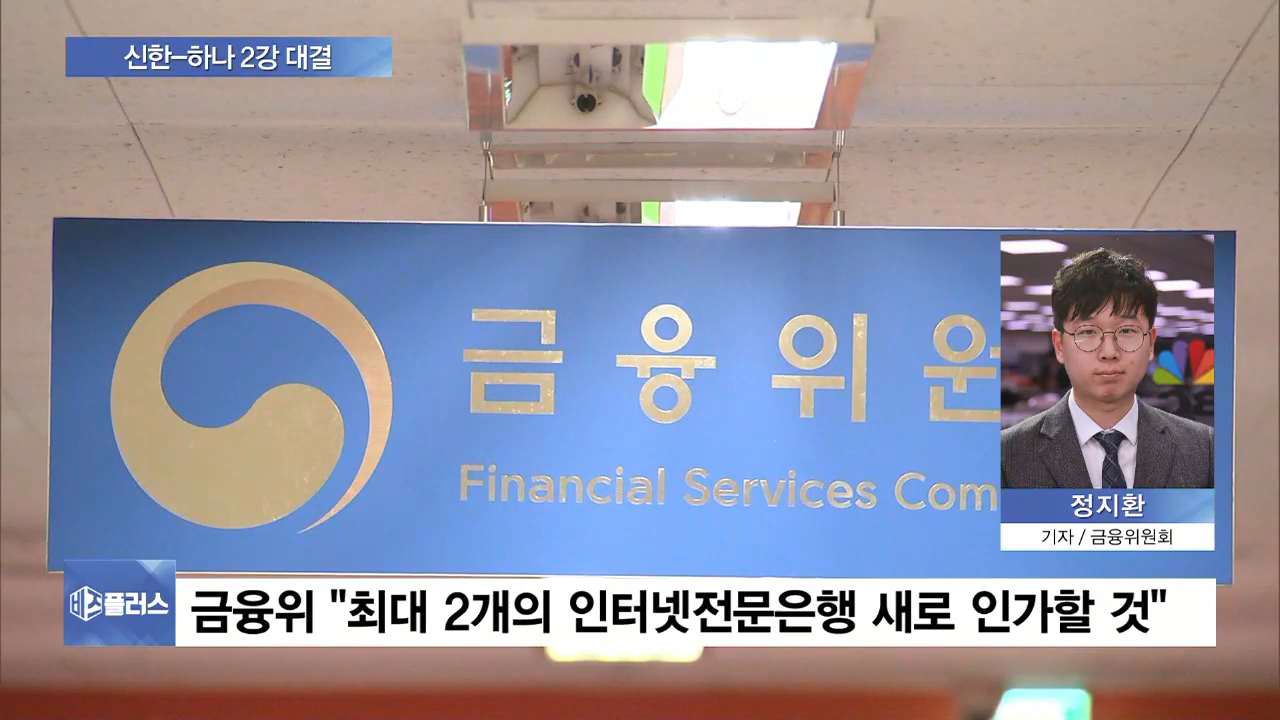 신한-하나 2강 대결
금융위원
Financial Services Com
정지환
기자 / 금융위원회
비즈플러스
금융위 "최대 2개의 인터넷전문은행 새로 인가할 것"